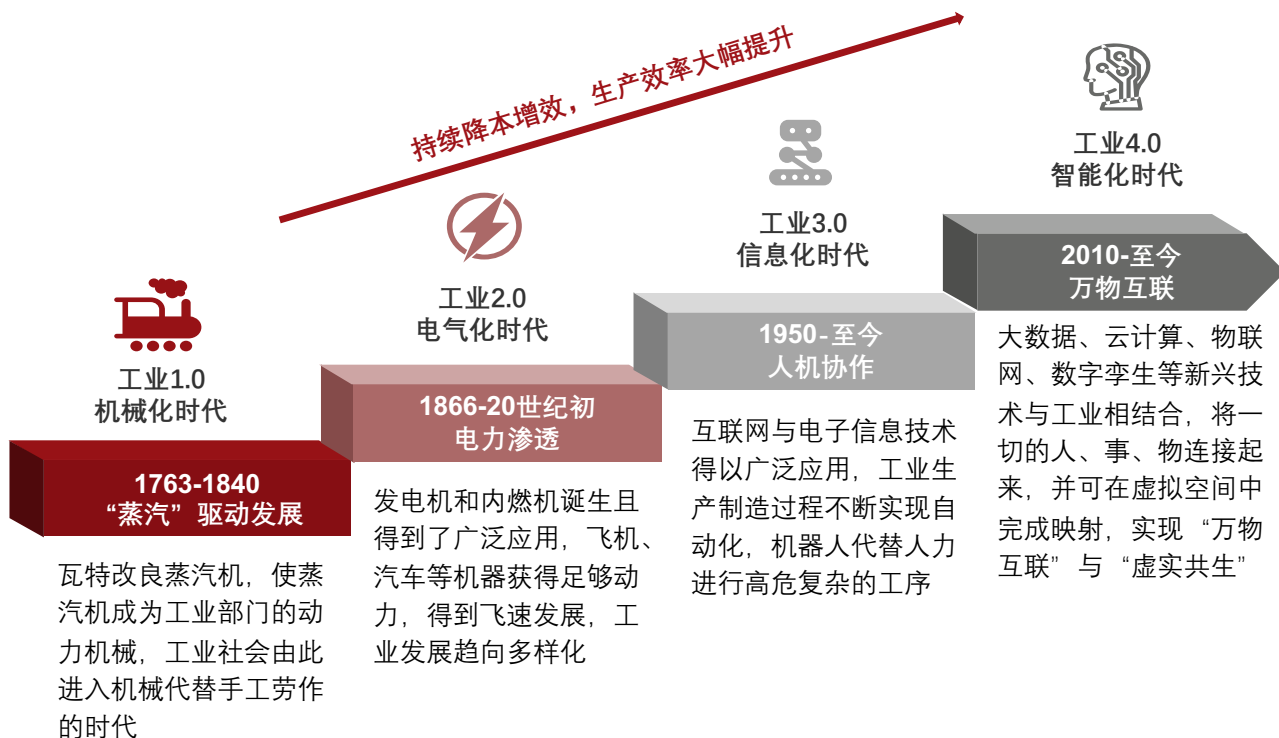 持续降本增效，生产效率大幅提升
工业1.0
机械化时代
1763-1840
“蒸汽”驱动发展
瓦特改良蒸汽机，使蒸
汽机成为工业部门的动
力机械，工业社会由此
进入机械代替手工劳作
的时代
工业2.0
电气化时代
1866-20世纪初
电力渗透
发电机和内燃机诞生且
得到了广泛应用，飞机、
汽车等机器获得足够动
力，得到飞速发展，工
业发展趋向多样化
工业3.0
信息化时代
1950-至今
人机协作
互联网与电子信息技术
得以广泛应用，工业生
产制造过程不断实现自
动化，机器人代替人力
进行高危复杂的工序
工业4.0
智能化时代
2010-至今
万物互联
大数据、云计算、物联
网、数字孪生等新兴技
术与工业相结合，将一
切的人、事、物连接起
来，并可在虚拟空间中
完成映射，实现“万物
互联”与“虚实共生”